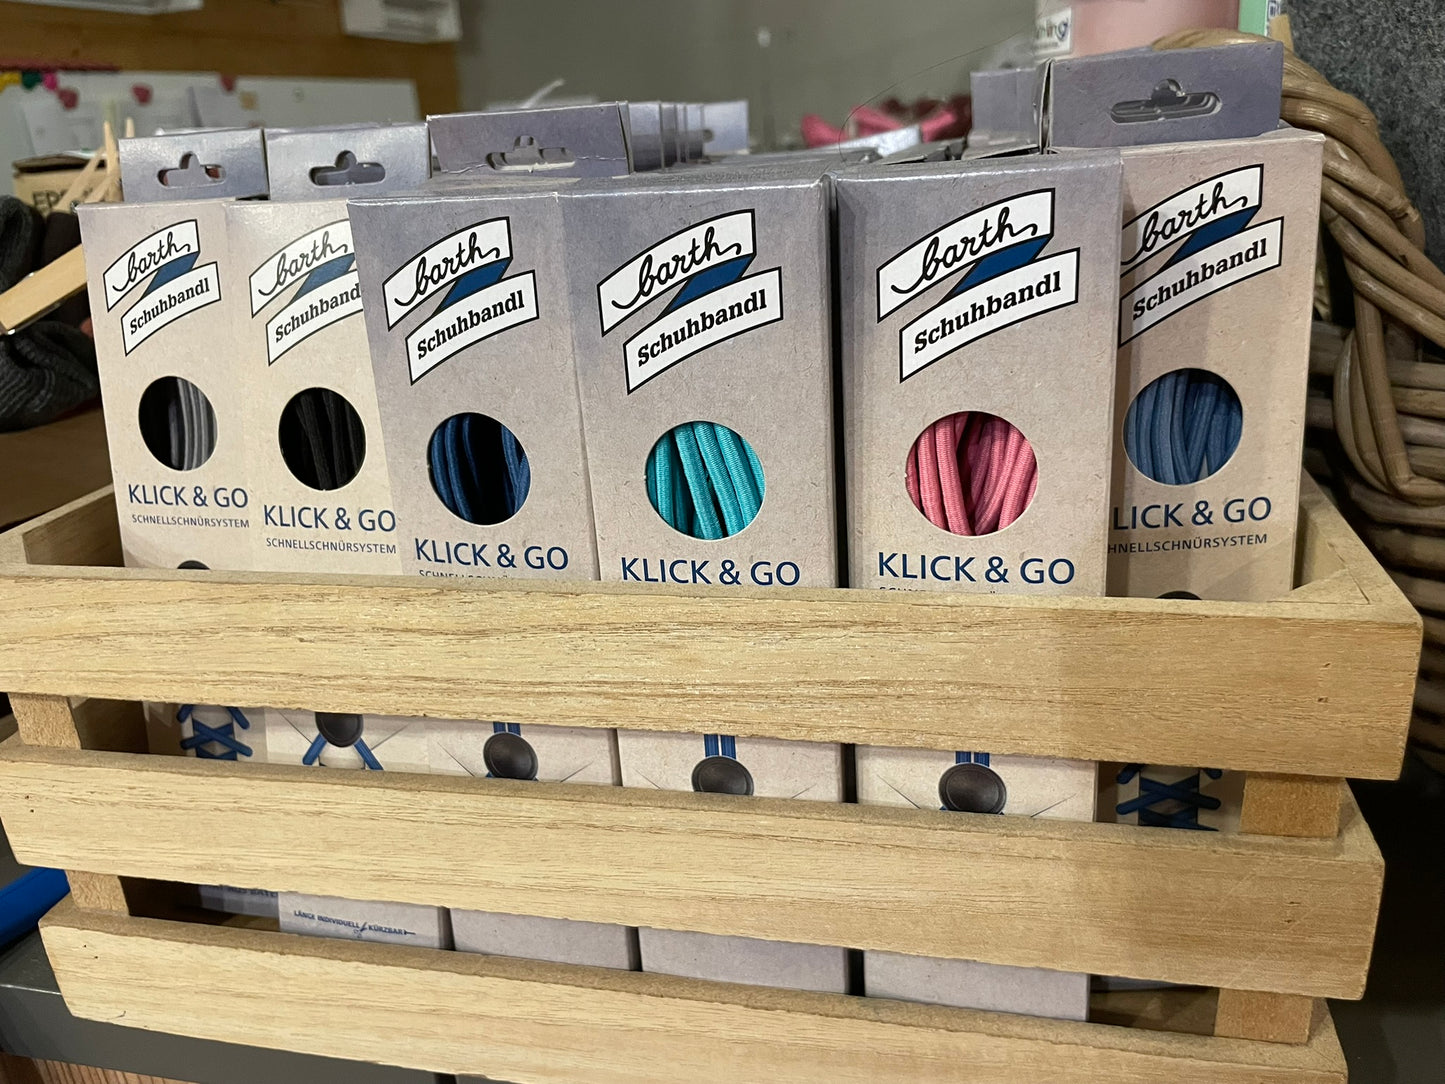 barth
Schuhbandl
KLICK & GO
SCHNELLSCHNÜRSYSTEM
barth
Schuhbandl
KLICK & GO
SCHNELLSCHNÜRSYSTEM
LÄNGE INDIVIDUELL KÜRZBAR
barth
Schuhbandl
KLICK & GO
barth
Schuhbandl
KLICK & GO
barth
Schuhbandl
KLICK & GO
barth
Schuhbandl
LICK & GO
HNELLSCHNÜRSYSTEM